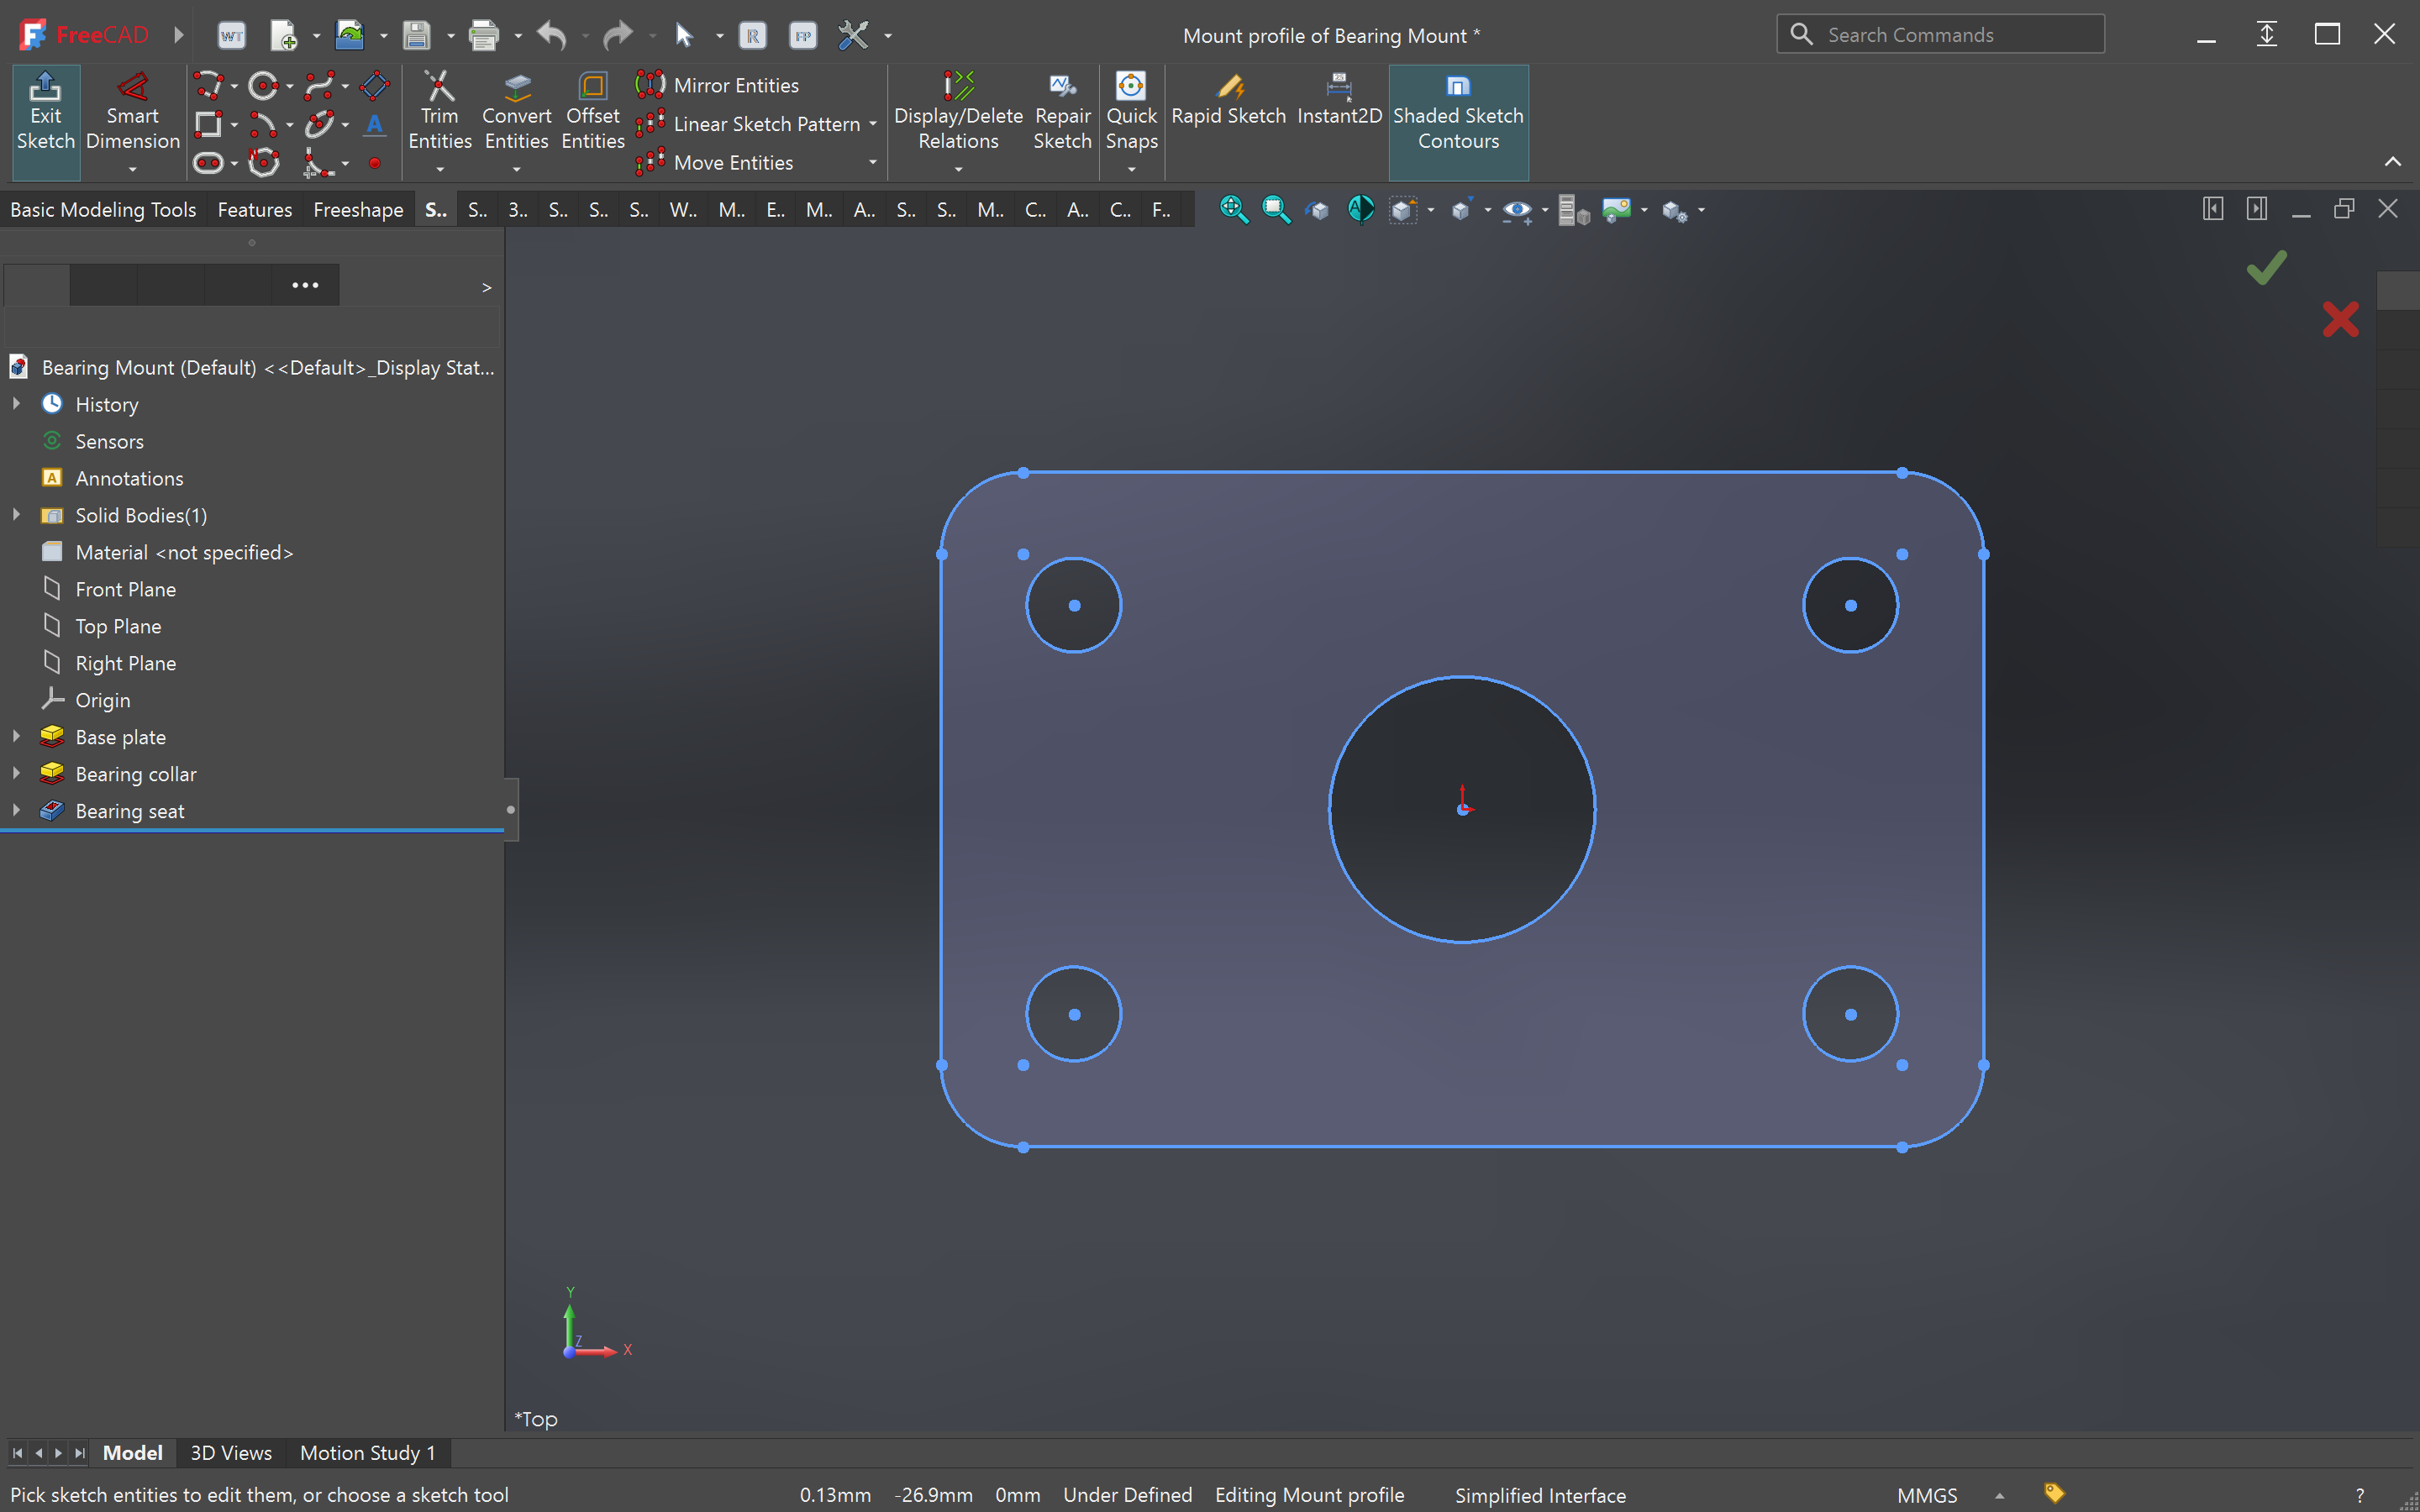 FreeCAD
WT
R
FP
Mount profile of Bearing Mount *
Search Commands
Exit Sketch
Smart Dimension
A
Trim Entities
Convert Entities
Offset Entities
Mirror Entities
Linear Sketch Pattern
Move Entities
Display/Delete Relations
Repair Sketch
Quick Snaps
Rapid Sketch
Instant2D
Shaded Sketch Contours
Basic Modeling Tools
Features
Freeshape
S..
S..
3..
S..
S..
S..
W..
M..
E..
M..
A..
S..
S..
M..
C..
A..
C..
F..
Bearing Mount (Default) <<Default>_Display Stat...
History
Sensors
Annotations
Solid Bodies(1)
Material <not specified>
Front Plane
Top Plane
Right Plane
Origin
Base plate
Bearing collar
Bearing seat
Y
Z
X
*Top
Model
3D Views
Motion Study 1
Pick sketch entities to edit them, or choose a sketch tool
0.13mm
-26.9mm
0mm
Under Defined
Editing Mount profile
Simplified Interface
MMGS
?